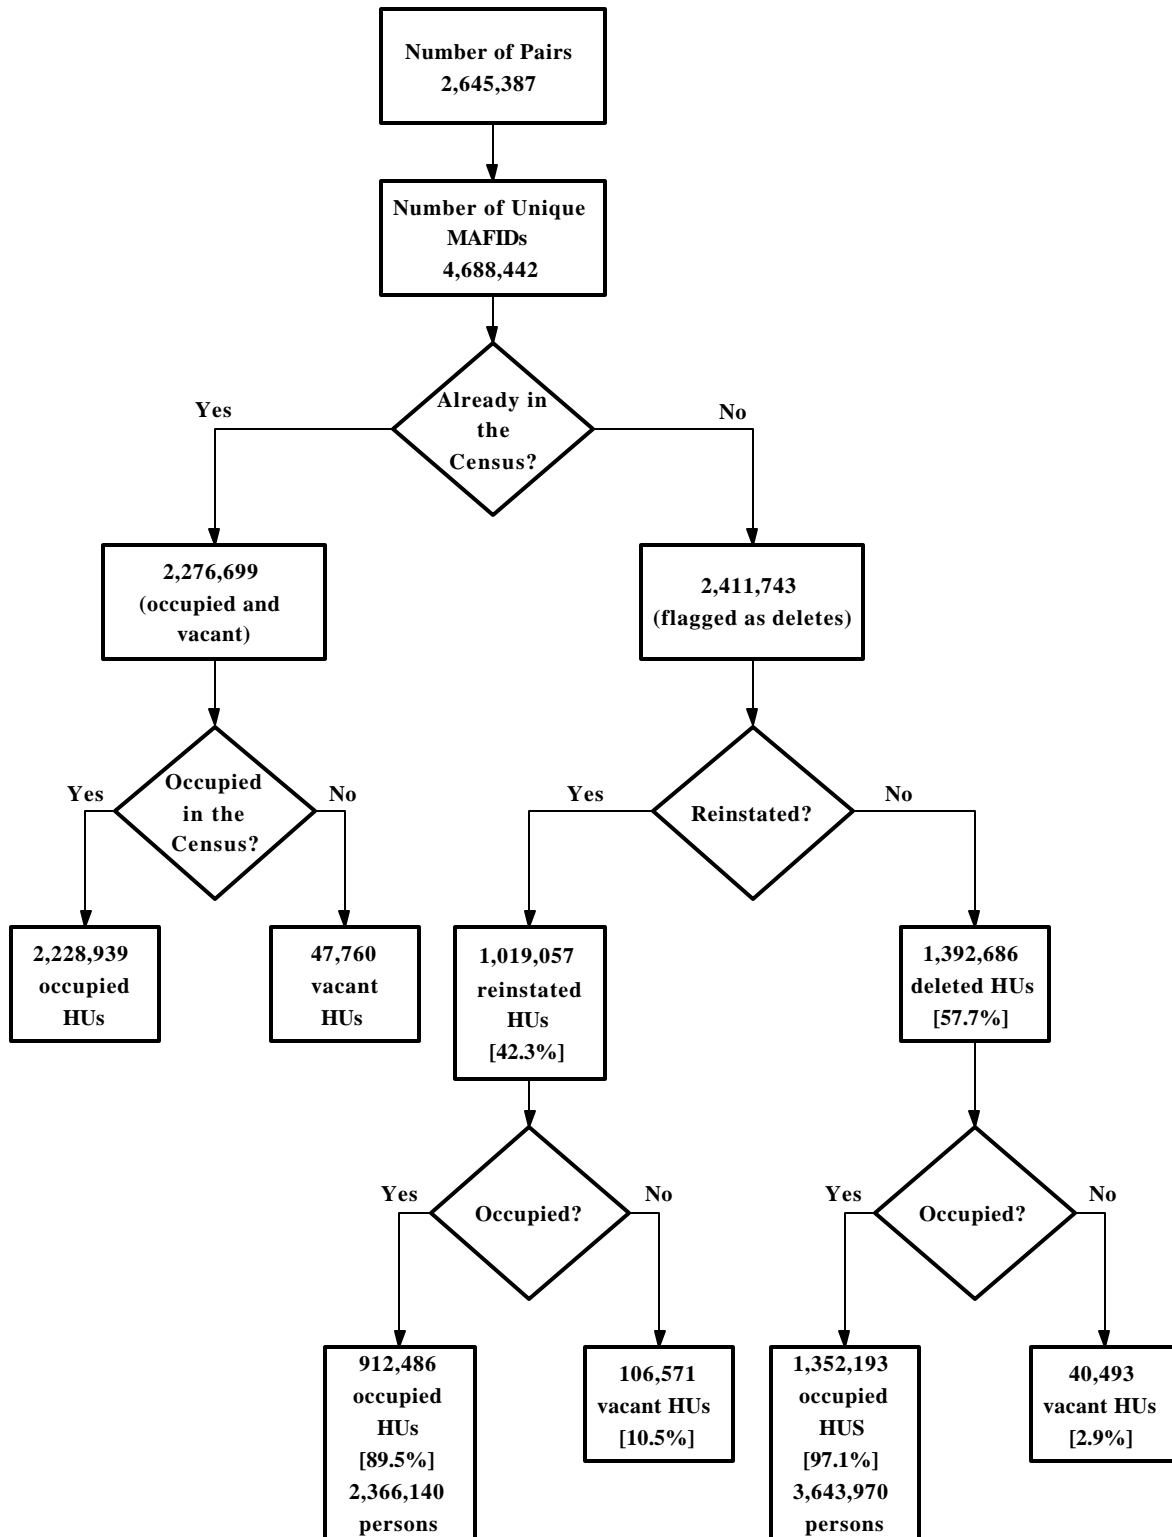 Number of Pairs
2,645,387
Number of Unique
MAFIDs
4,688,442
Already in
the
Census?
Yes
No
2,276,699
(occupied and
vacant)
2,411,743
(flagged as deletes)
Occupied
in the
Census?
Yes
No
Reinstated?
Yes
No
2,228,939
occupied
HUs
47,760
vacant
HUs
1,019,057
reinstated
HUs
[42.3%]
1,392,686
deleted HUs
[57.7%]
Occupied?
Yes
No
Occupied?
Yes
No
912,486
occupied
HUs
[89.5%]
2,366,140
persons
106,571
vacant HUs
[10.5%]
1,352,193
occupied
HUS
[97.1%]
3,643,970
persons
40,493
vacant HUs
[2.9%]